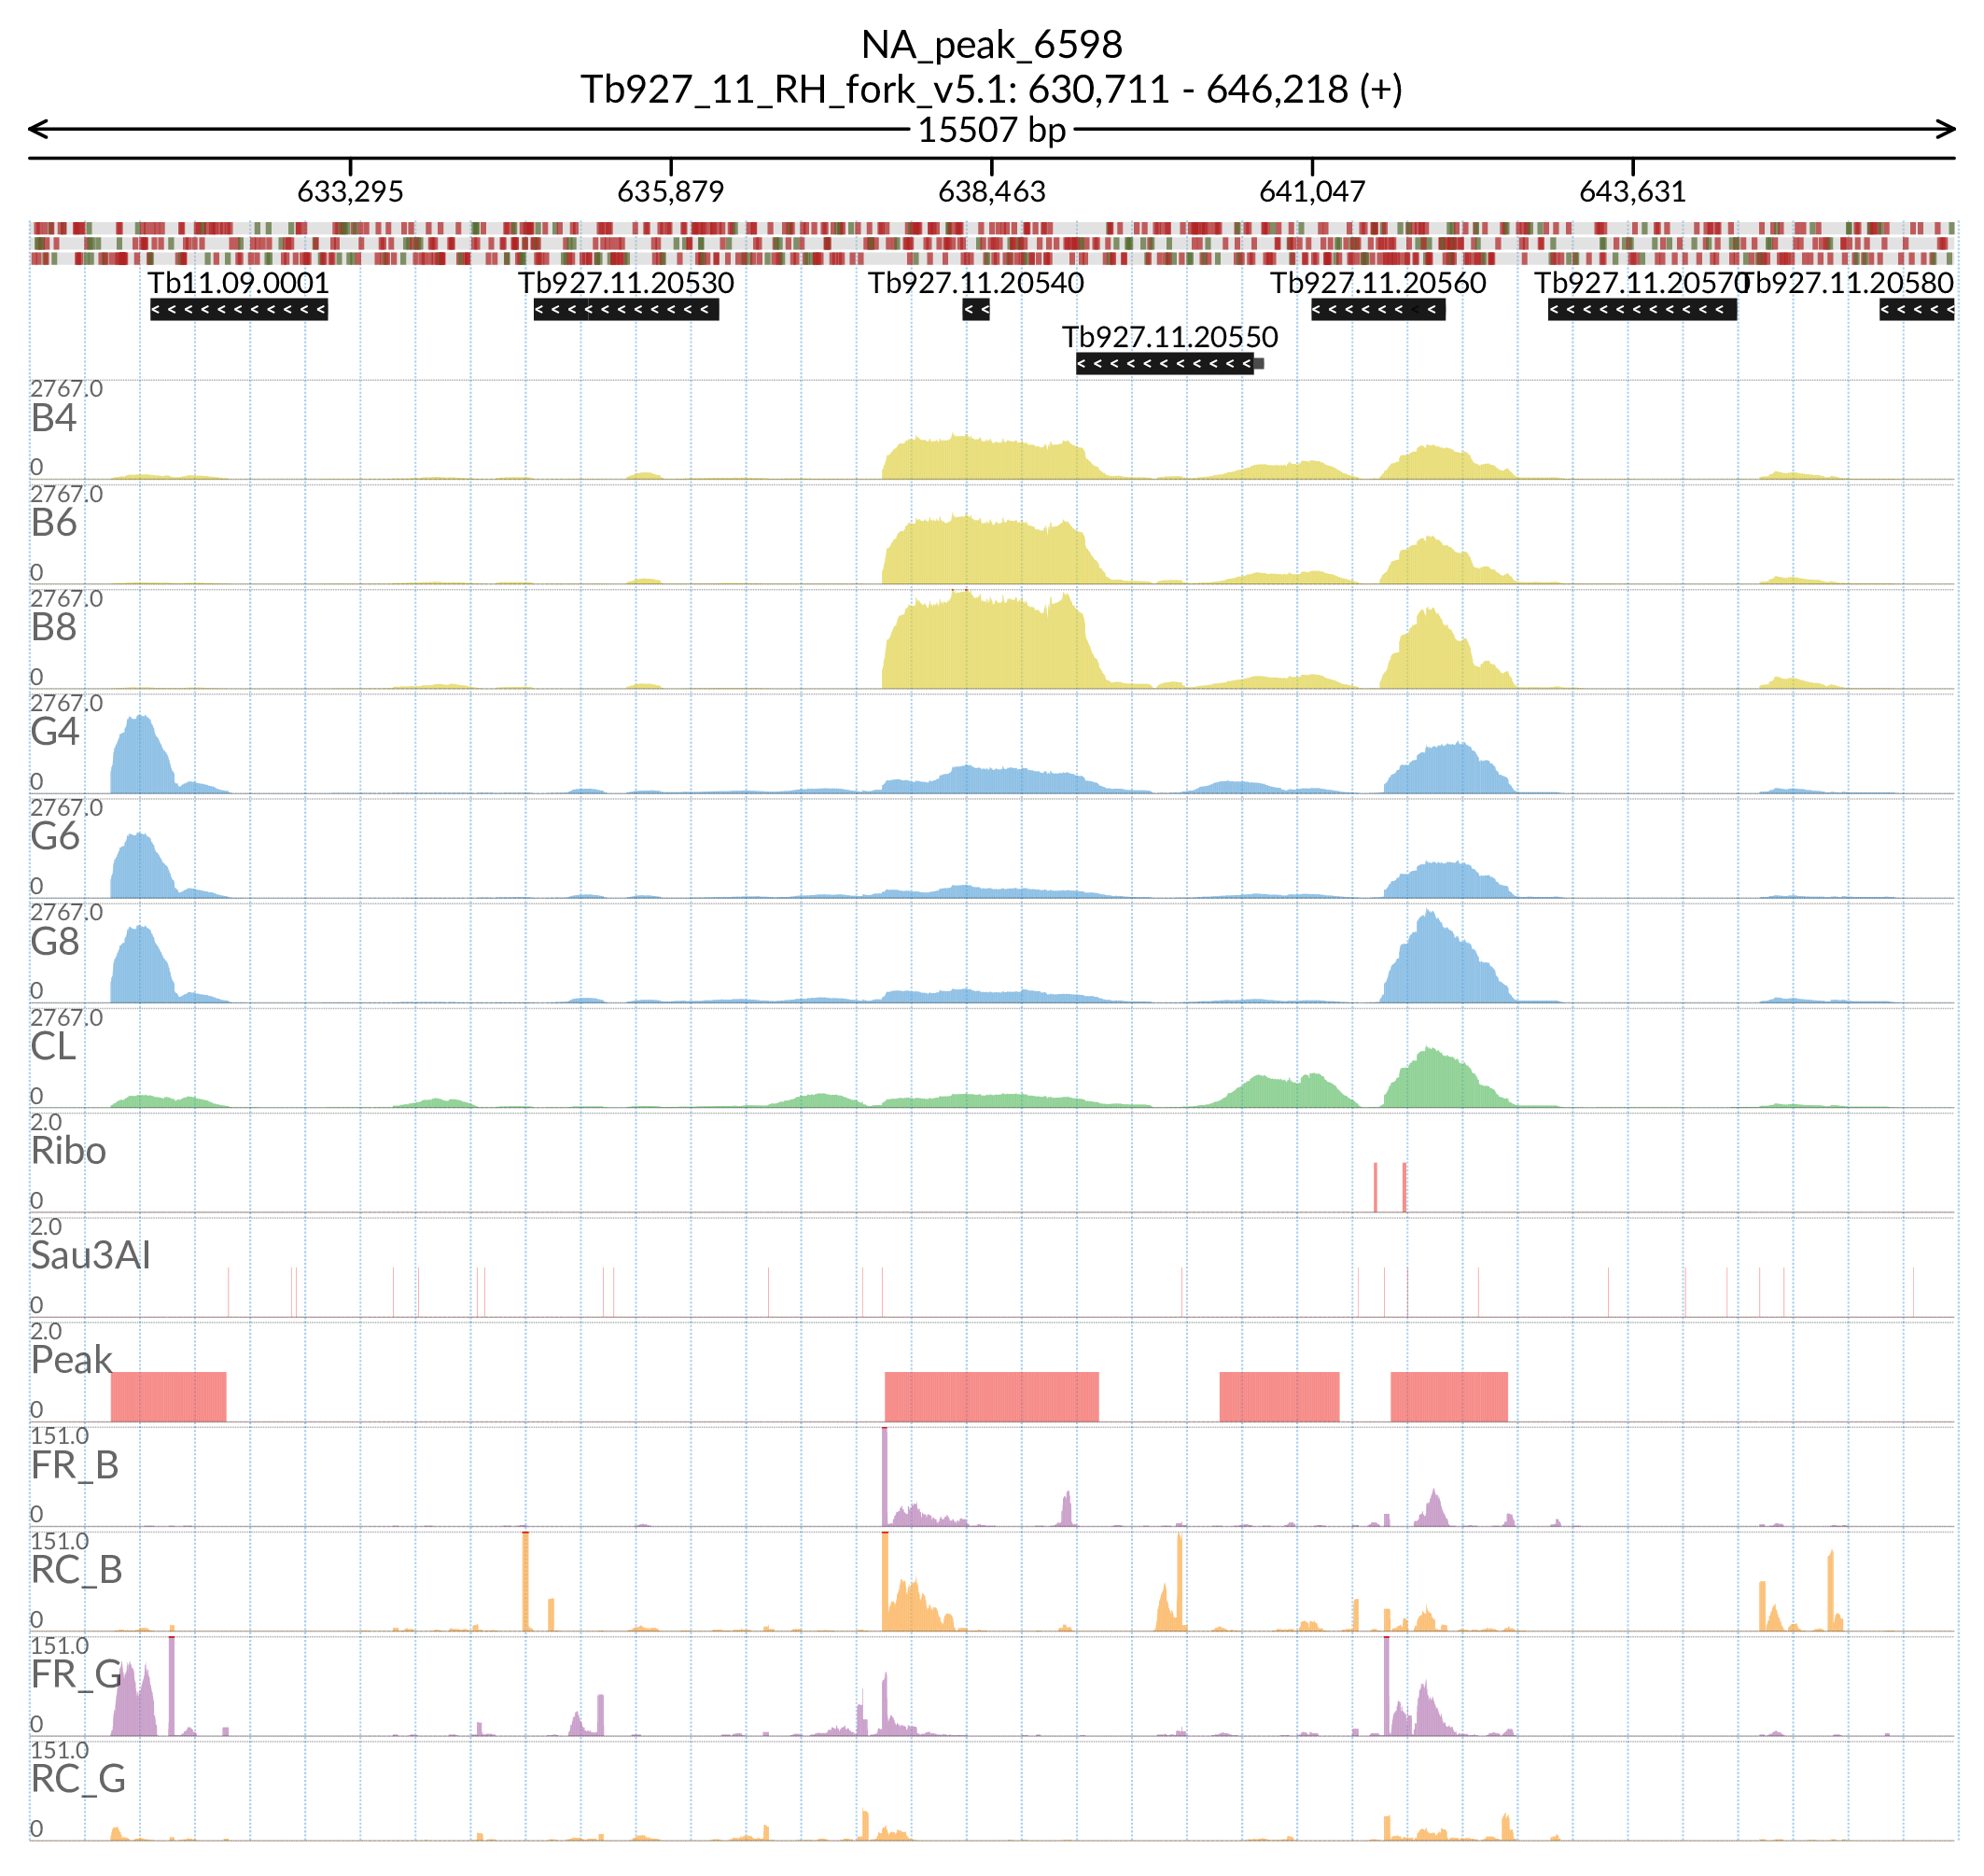 NA_peak_6598
Tb927_11_RH_fork_v5.1: 630,711 - 646,218 (+)
15507 bp
633,295 635,879 638,463 641,047 643,631
Tb11.09.0001 Tb927.11.20530 Tb927.11.20540 Tb927.11.20560 Tb927.11.20570 Tb927.11.20580
Tb927.11.20550
2767.0
B4
0
2767.0
B6
0
2767.0
B8
0
2767.0
G4
0
2767.0
G6
0
2767.0
G8
0
2767.0
CL
0
2.0
Ribo
0
2.0
Sau3AI
0
2.0
Peak
0
151.0
FR_B
0
151.0
RC_B
0
151.0
FR_G
0
151.0
RC_G
0